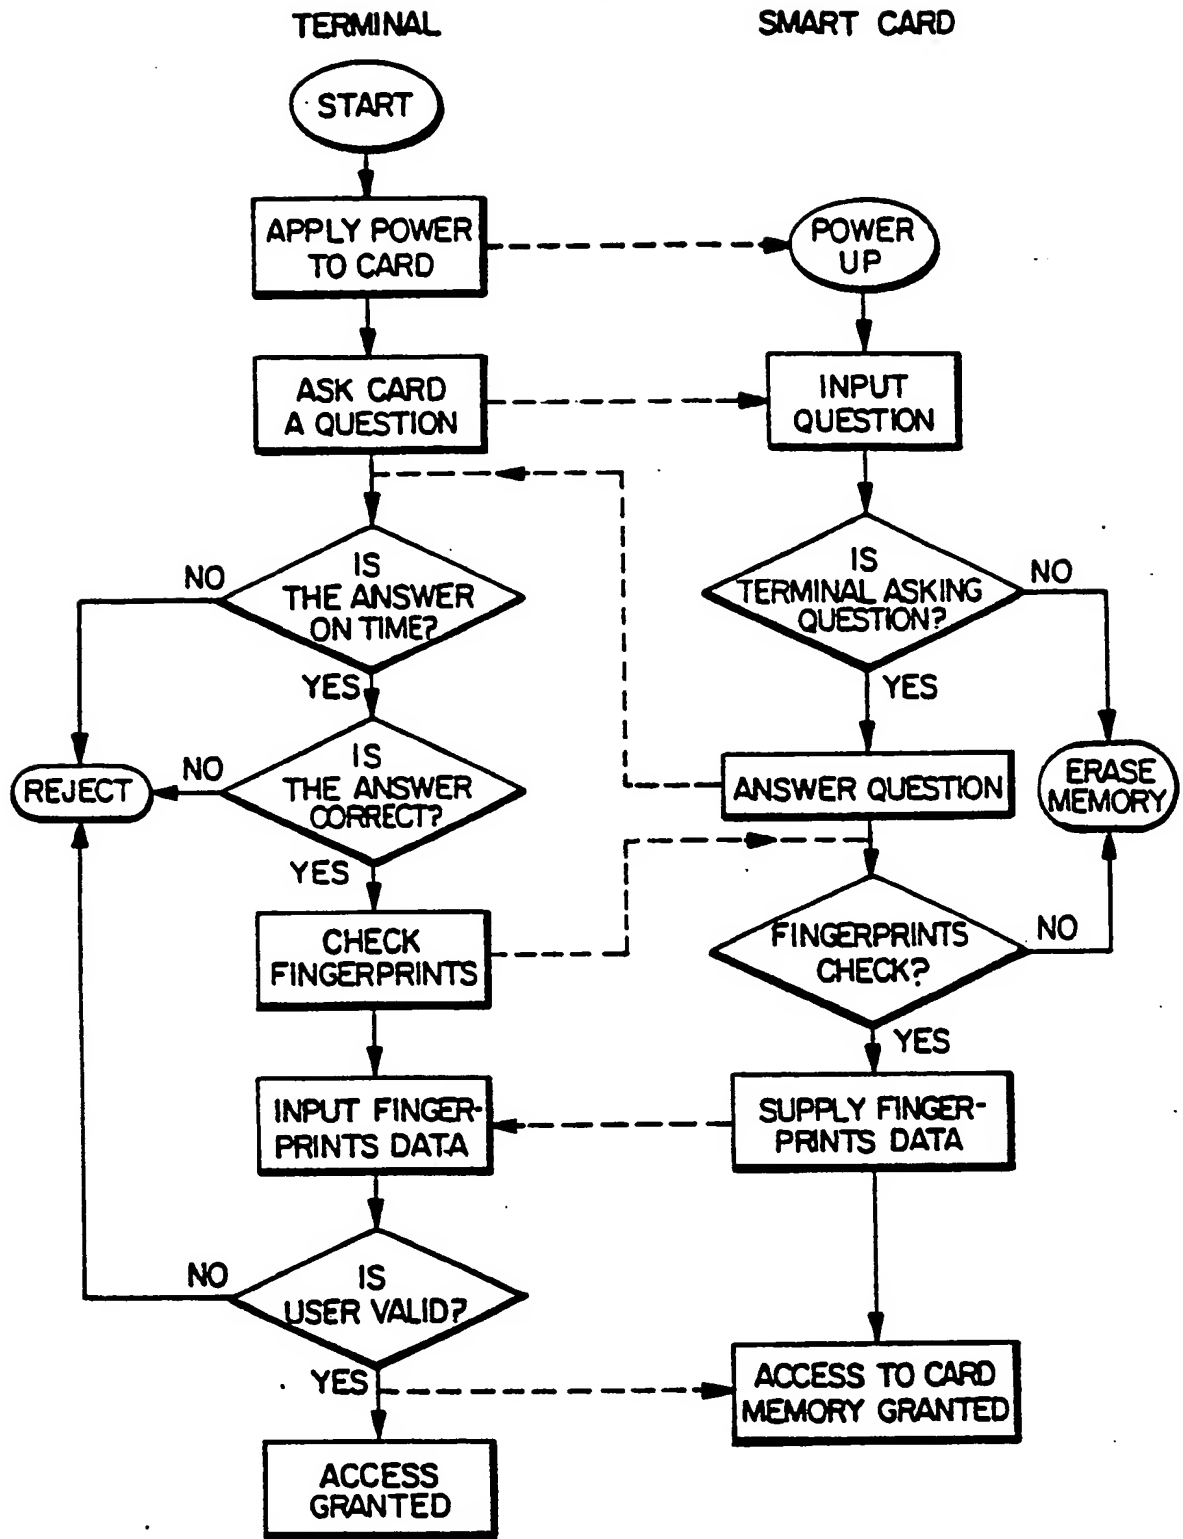 TERMINAL
SMART CARD
START
APPLY POWER
TO CARD
POWER
UP
ASK CARD
A QUESTION
INPUT
QUESTION
IS
THE ANSWER
ON TIME?
NO
YES
IS
TERMINAL ASKING
QUESTION?
NO
YES
REJECT
NO
IS
THE ANSWER
CORRECT?
YES
ANSWER QUESTION
ERASE
MEMORY
CHECK
FINGERPRINTS
FINGERPRINTS
CHECK?
NO
YES
INPUT FINGER-
PRINTS DATA
SUPPLY FINGER-
PRINTS DATA
NO
IS
USER VALID?
YES
ACCESS TO CARD
MEMORY GRANTED
ACCESS
GRANTED